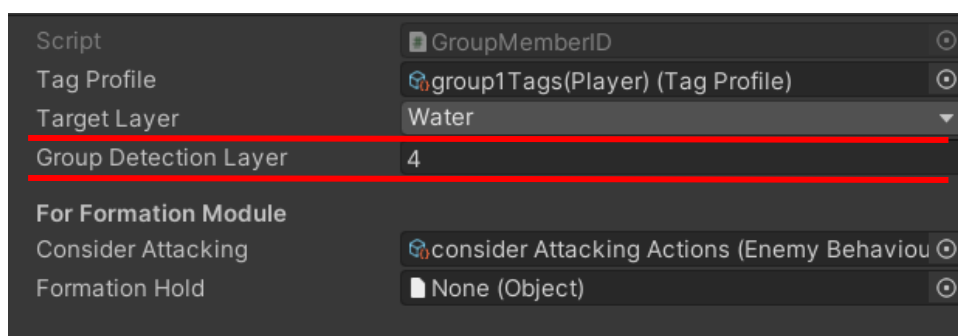 Script GroupMemberID
Tag Profile group1Tags(Player) (Tag Profile)
Target Layer Water
Group Detection Layer 4
For Formation Module
Consider Attacking consider Attacking Actions (Enemy Behaviou
Formation Hold None (Object)